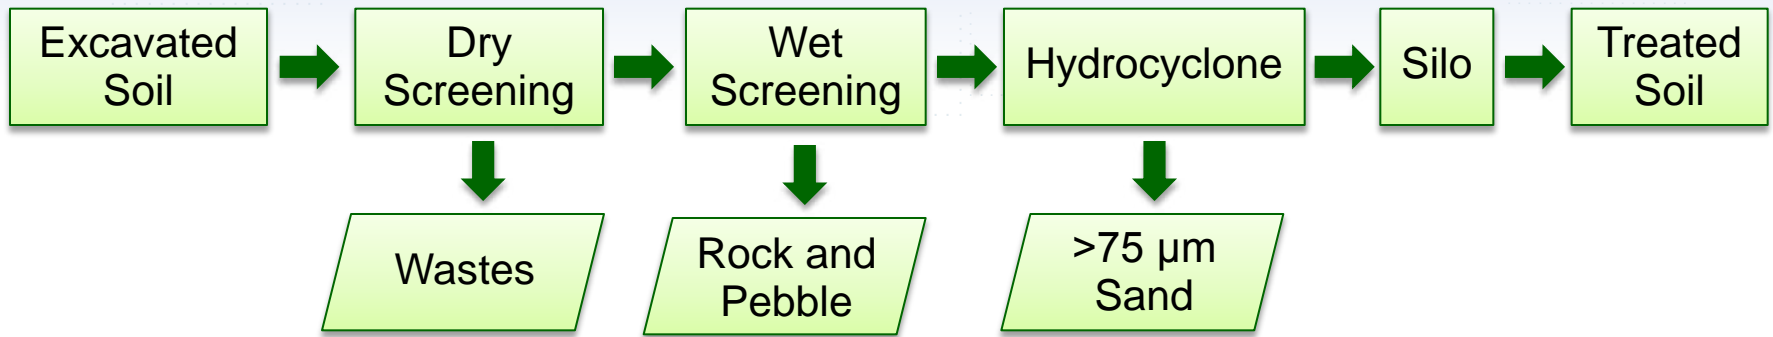 Excavated
Soil
Dry
Screening
Wet
Screening
Hydrocyclone
Silo
Treated
Soil
Wastes
Rock and
Pebble
>75 µm
Sand